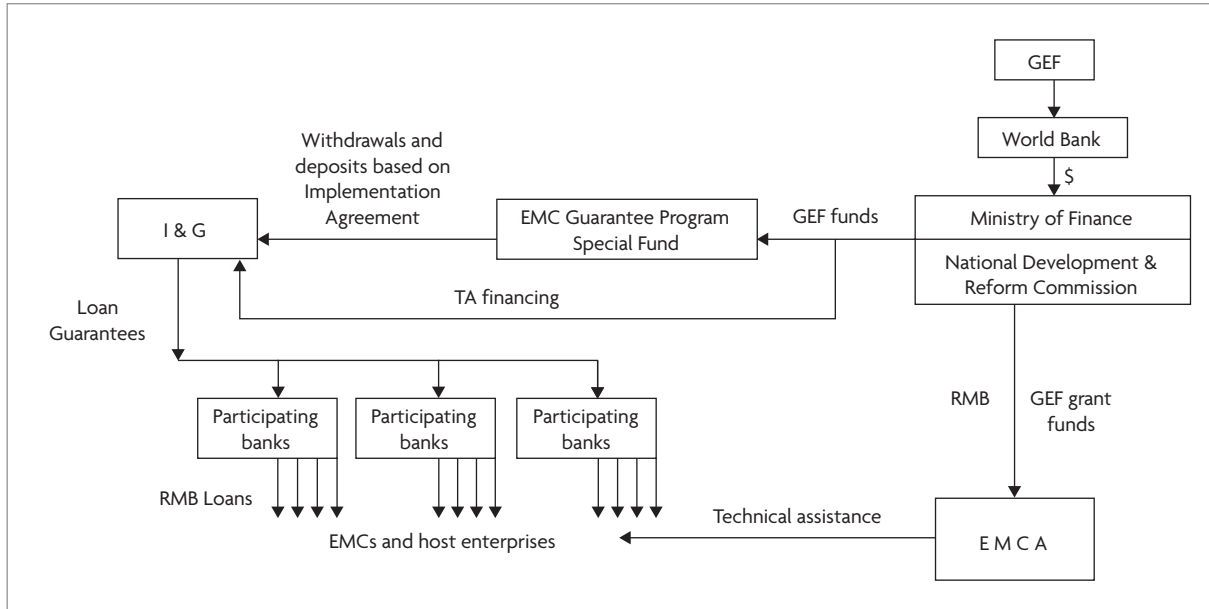 GEF
World Bank
$
Withdrawals and
deposits based on
Implementation
Agreement
I & G
EMC Guarantee Program
Special Fund
GEF funds
Ministry of Finance
National Development &
Reform Commission
TA financing
Loan
Guarantees
RMB
GEF grant
funds
Participating
banks
Participating
banks
Participating
banks
RMB Loans
EMCs and host enterprises
Technical assistance
E M C A